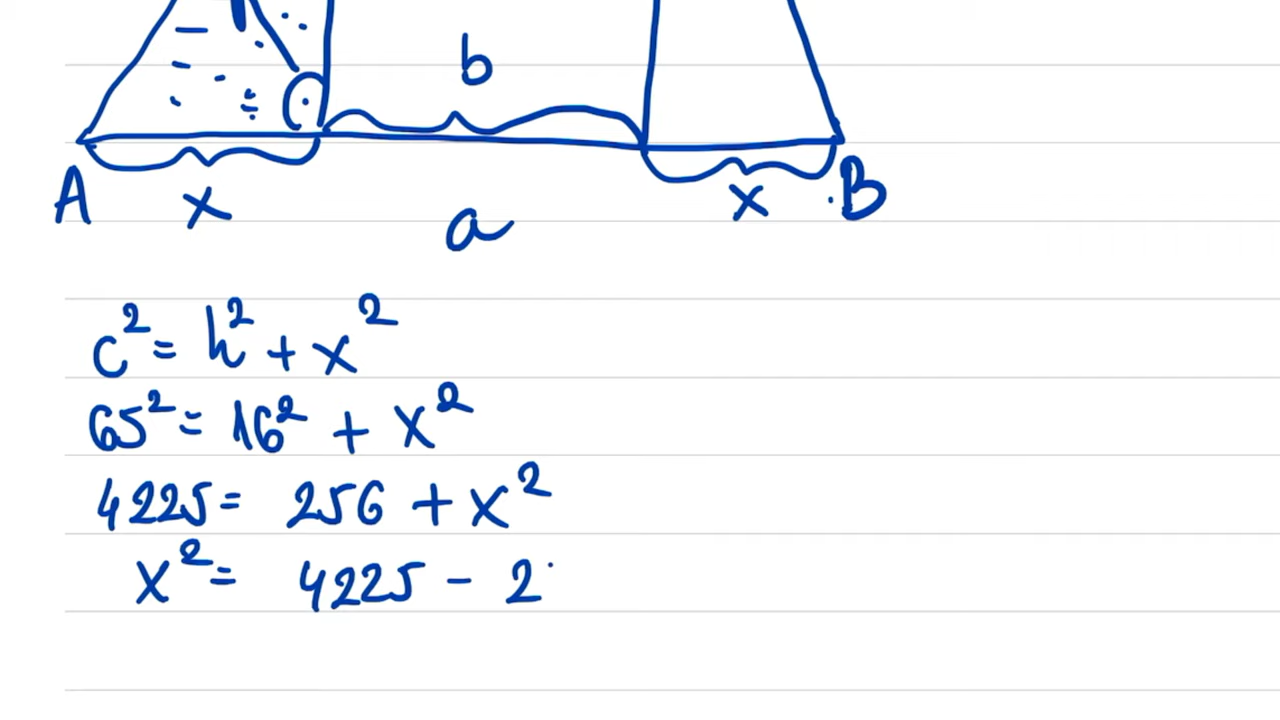 b
A x a x B
c² = h² + x²
65² = 16² + x²
4225 = 256 + x²
x² = 4225 - 2